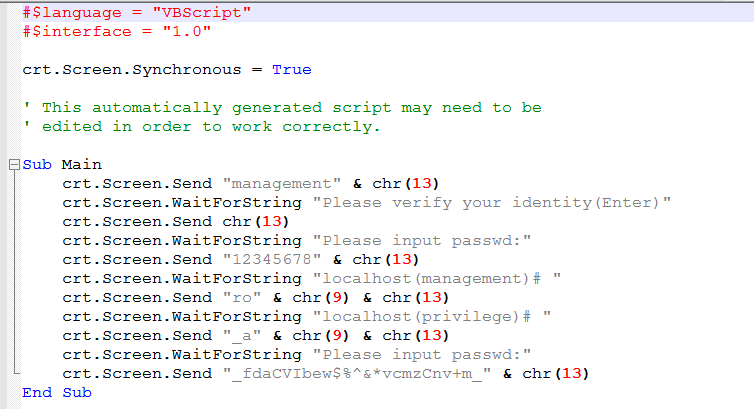 #$language = "VBScript"
#$interface = "1.0"
crt.Screen.Synchronous = True
' This automatically generated script may need to be
' edited in order to work correctly.
Sub Main
crt.Screen.Send "management" & chr(13)
crt.Screen.WaitForString "Please verify your identity(Enter)"
crt.Screen.Send chr(13)
crt.Screen.WaitForString "Please input passwd:"
crt.Screen.Send "12345678" & chr(13)
crt.Screen.WaitForString "localhost(management)# "
crt.Screen.Send "ro" & chr(9) & chr(13)
crt.Screen.WaitForString "localhost(privilege)# "
crt.Screen.Send "_a" & chr(9) & chr(13)
crt.Screen.WaitForString "Please input passwd:"
crt.Screen.Send "_fdaCVIbew$%^&*vcmzCnv+m_" & chr(13)
End Sub